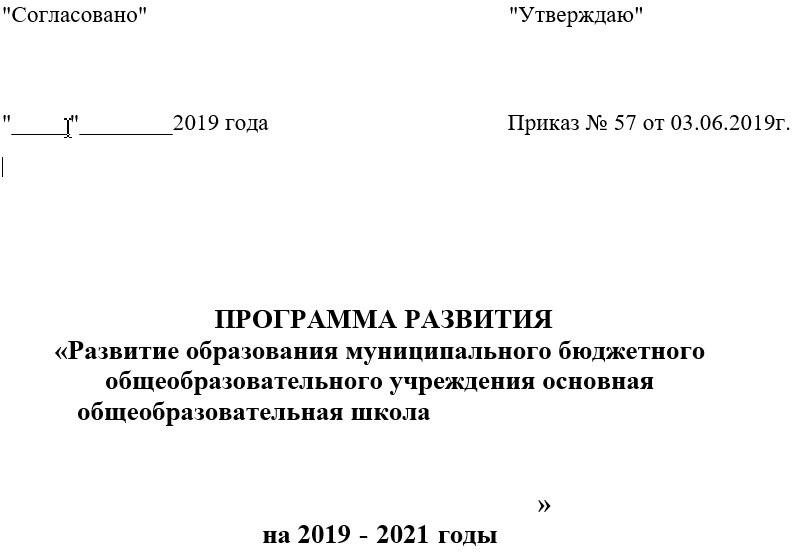 "Согласовано" "Утверждаю"
"_____"________2019 года Приказ № 57 от 03.06.2019г.
ПРОГРАММА РАЗВИТИЯ
«Развитие образования муниципального бюджетного
общеобразовательного учреждения основная
общеобразовательная школа
»
на 2019 - 2021 годы